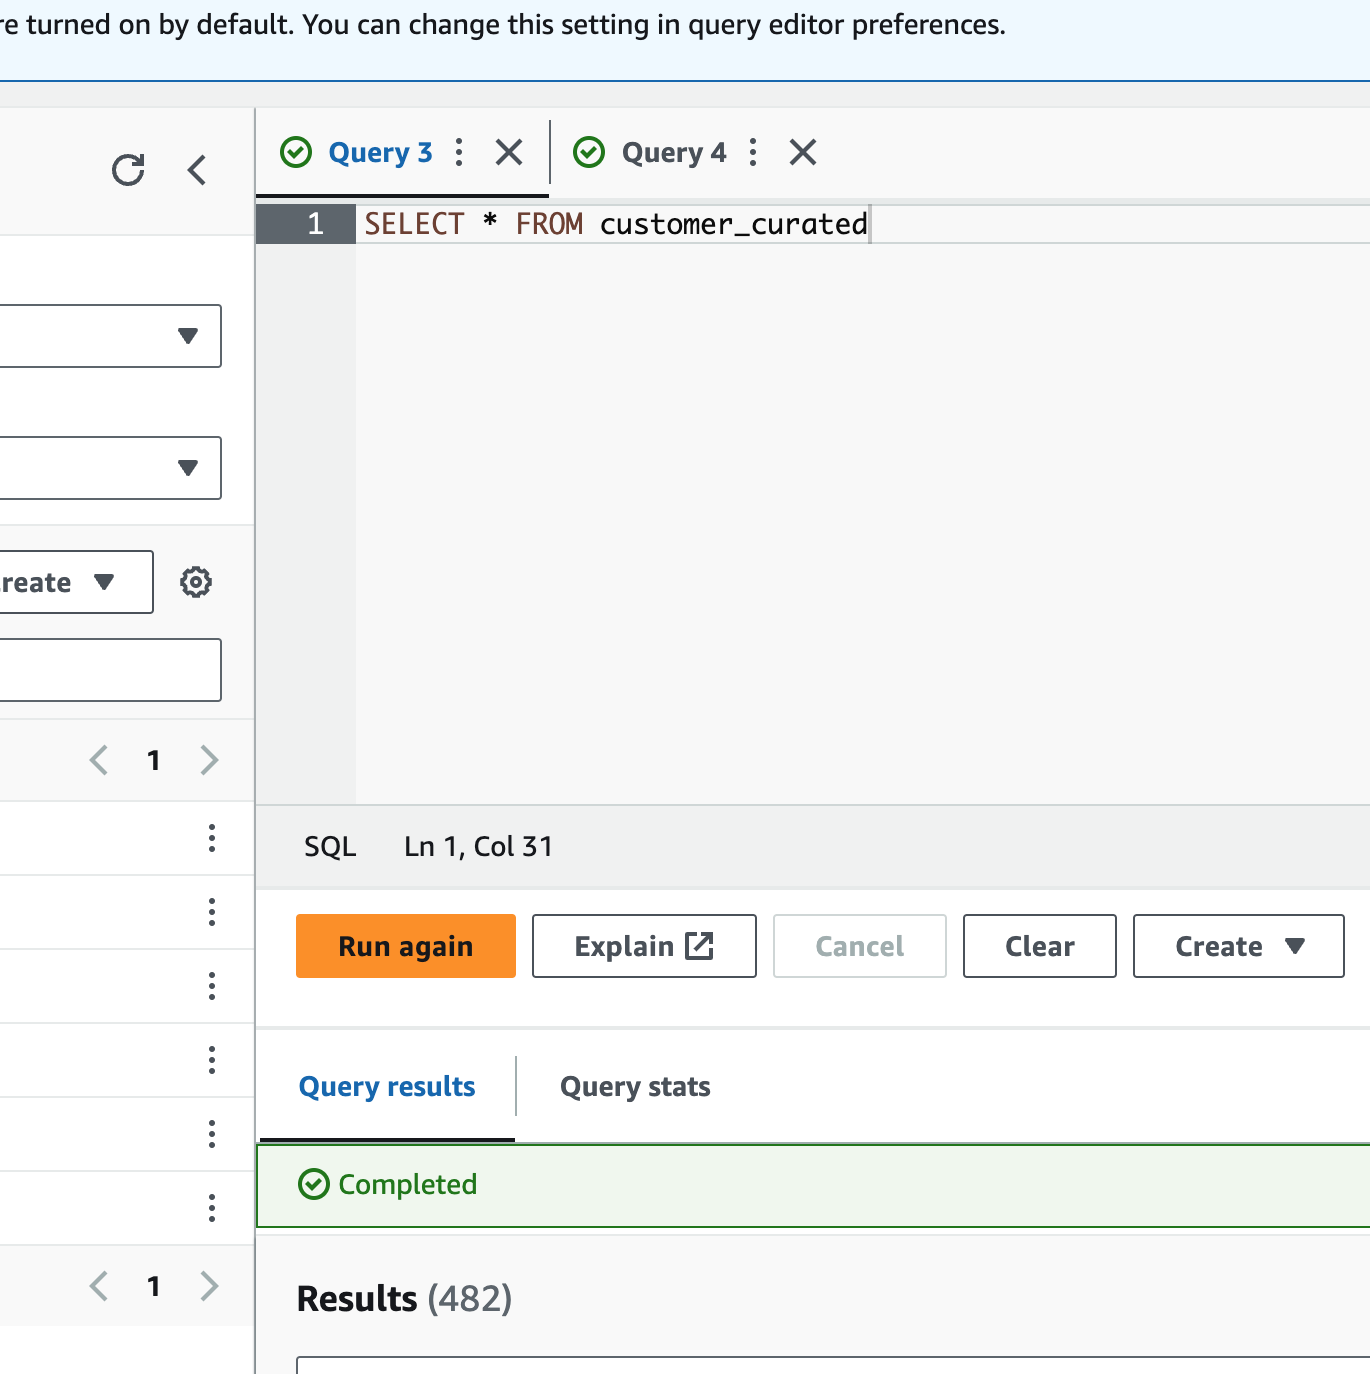 re turned on by default. You can change this setting in query editor preferences.
Query 3
Query 4
1 SELECT * FROM customer_curated
reate
1
1
SQL Ln 1, Col 31
Run again
Explain
Cancel
Clear
Create
Query results
Query stats
Completed
Results (482)